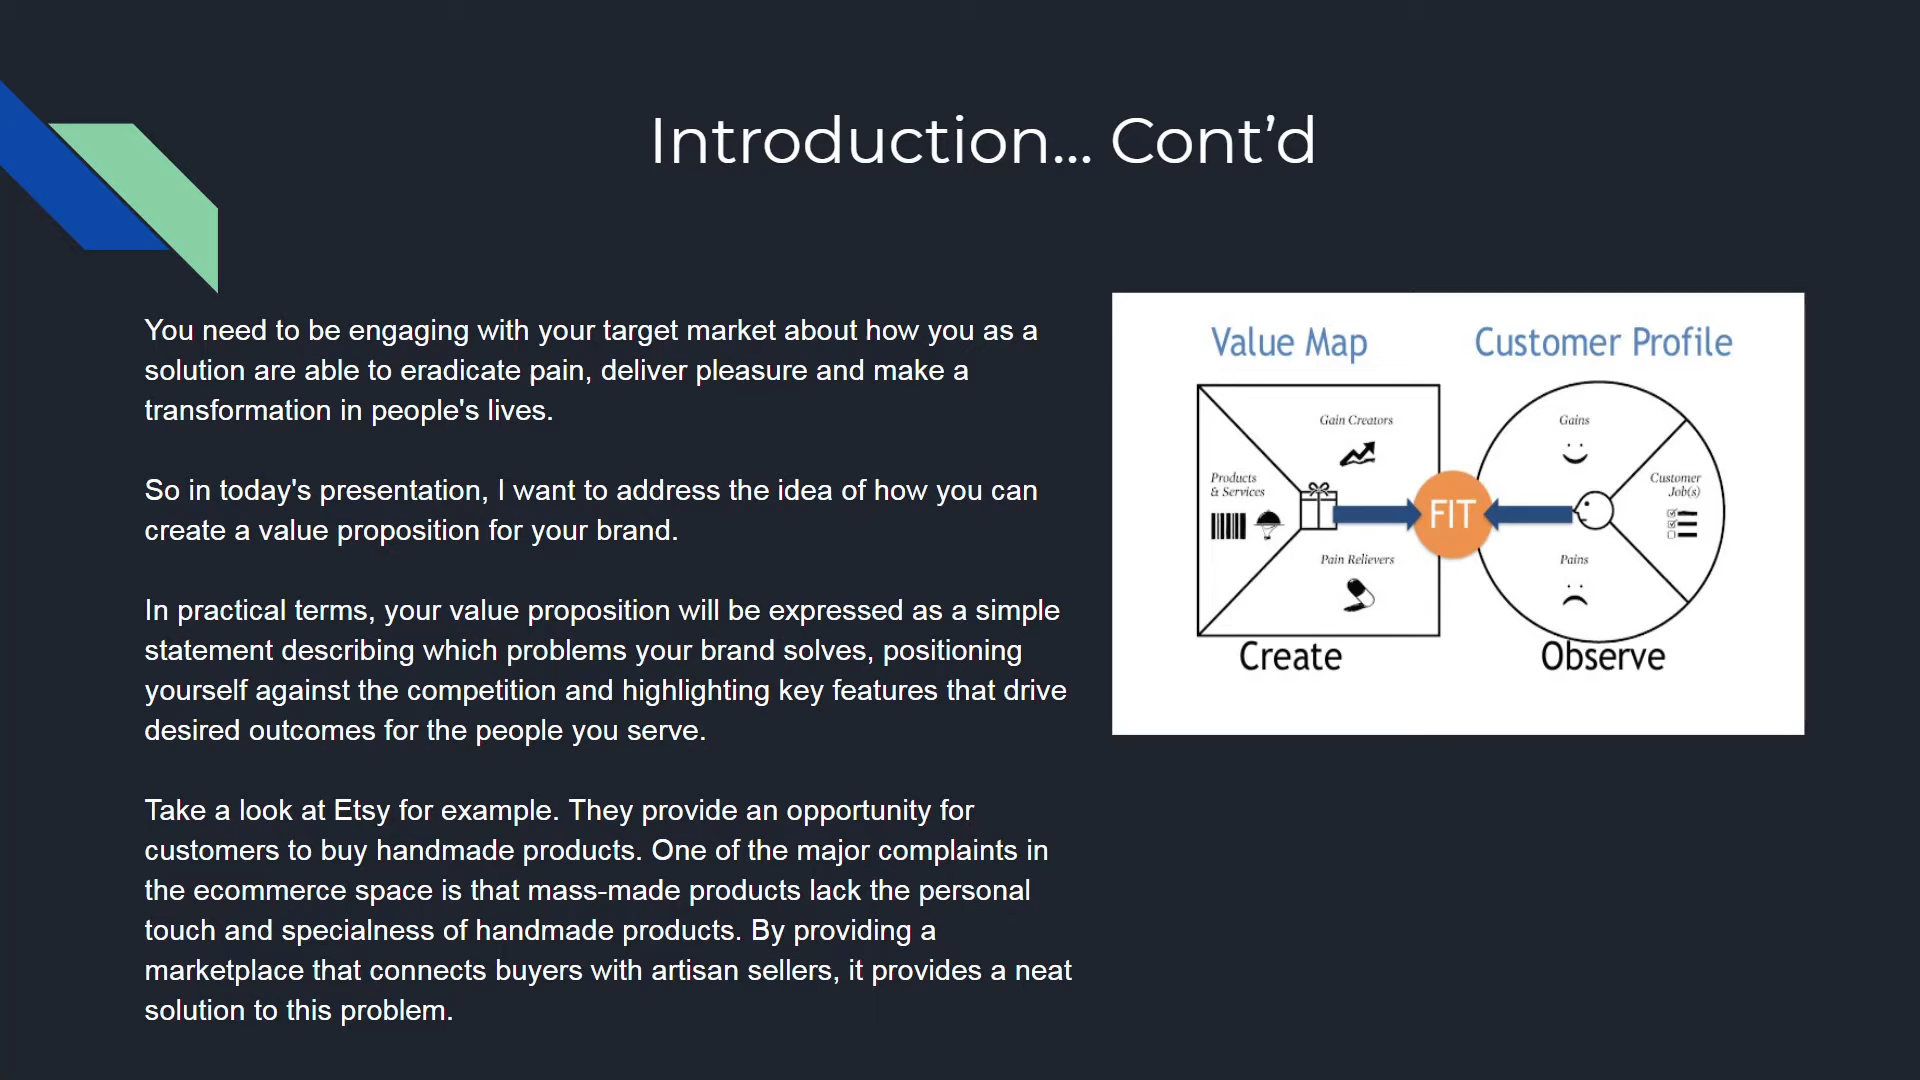 Introduction... Cont’d
You need to be engaging with your target market about how you as a
solution are able to eradicate pain, deliver pleasure and make a
transformation in people's lives.
So in today's presentation, I want to address the idea of how you can
create a value proposition for your brand.
In practical terms, your value proposition will be expressed as a simple
statement describing which problems your brand solves, positioning
yourself against the competition and highlighting key features that drive
desired outcomes for the people you serve.
Take a look at Etsy for example. They provide an opportunity for
customers to buy handmade products. One of the major complaints in
the ecommerce space is that mass-made products lack the personal
touch and specialness of handmade products. By providing a
marketplace that connects buyers with artisan sellers, it provides a neat
solution to this problem.
Value Map
Customer Profile
Gain Creators
Products
& Services
Pain Relievers
FIT
Gains
Customer
Job(s)
Pains
Create
Observe